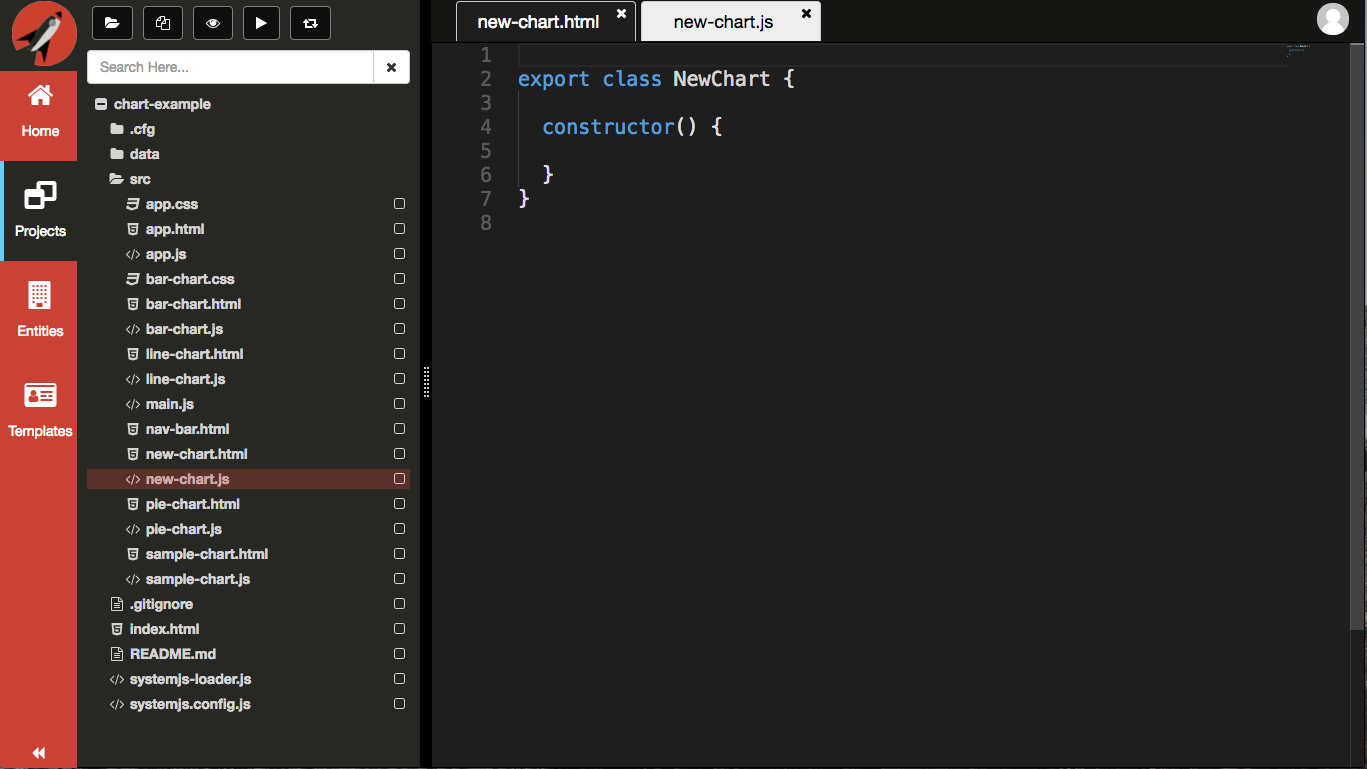 new-chart.html
new-chart.js
Search Here...
Home
Projects
Entities
Templates
chart-example
.cfg
data
src
app.css
app.html
app.js
bar-chart.css
bar-chart.html
bar-chart.js
line-chart.html
line-chart.js
main.js
nav-bar.html
new-chart.html
new-chart.js
pie-chart.html
pie-chart.js
sample-chart.html
sample-chart.js
.gitignore
index.html
README.md
systemjs-loader.js
systemjs.config.js
1
2 export class NewChart {
3
4 constructor() {
5
6 }
7 }
8